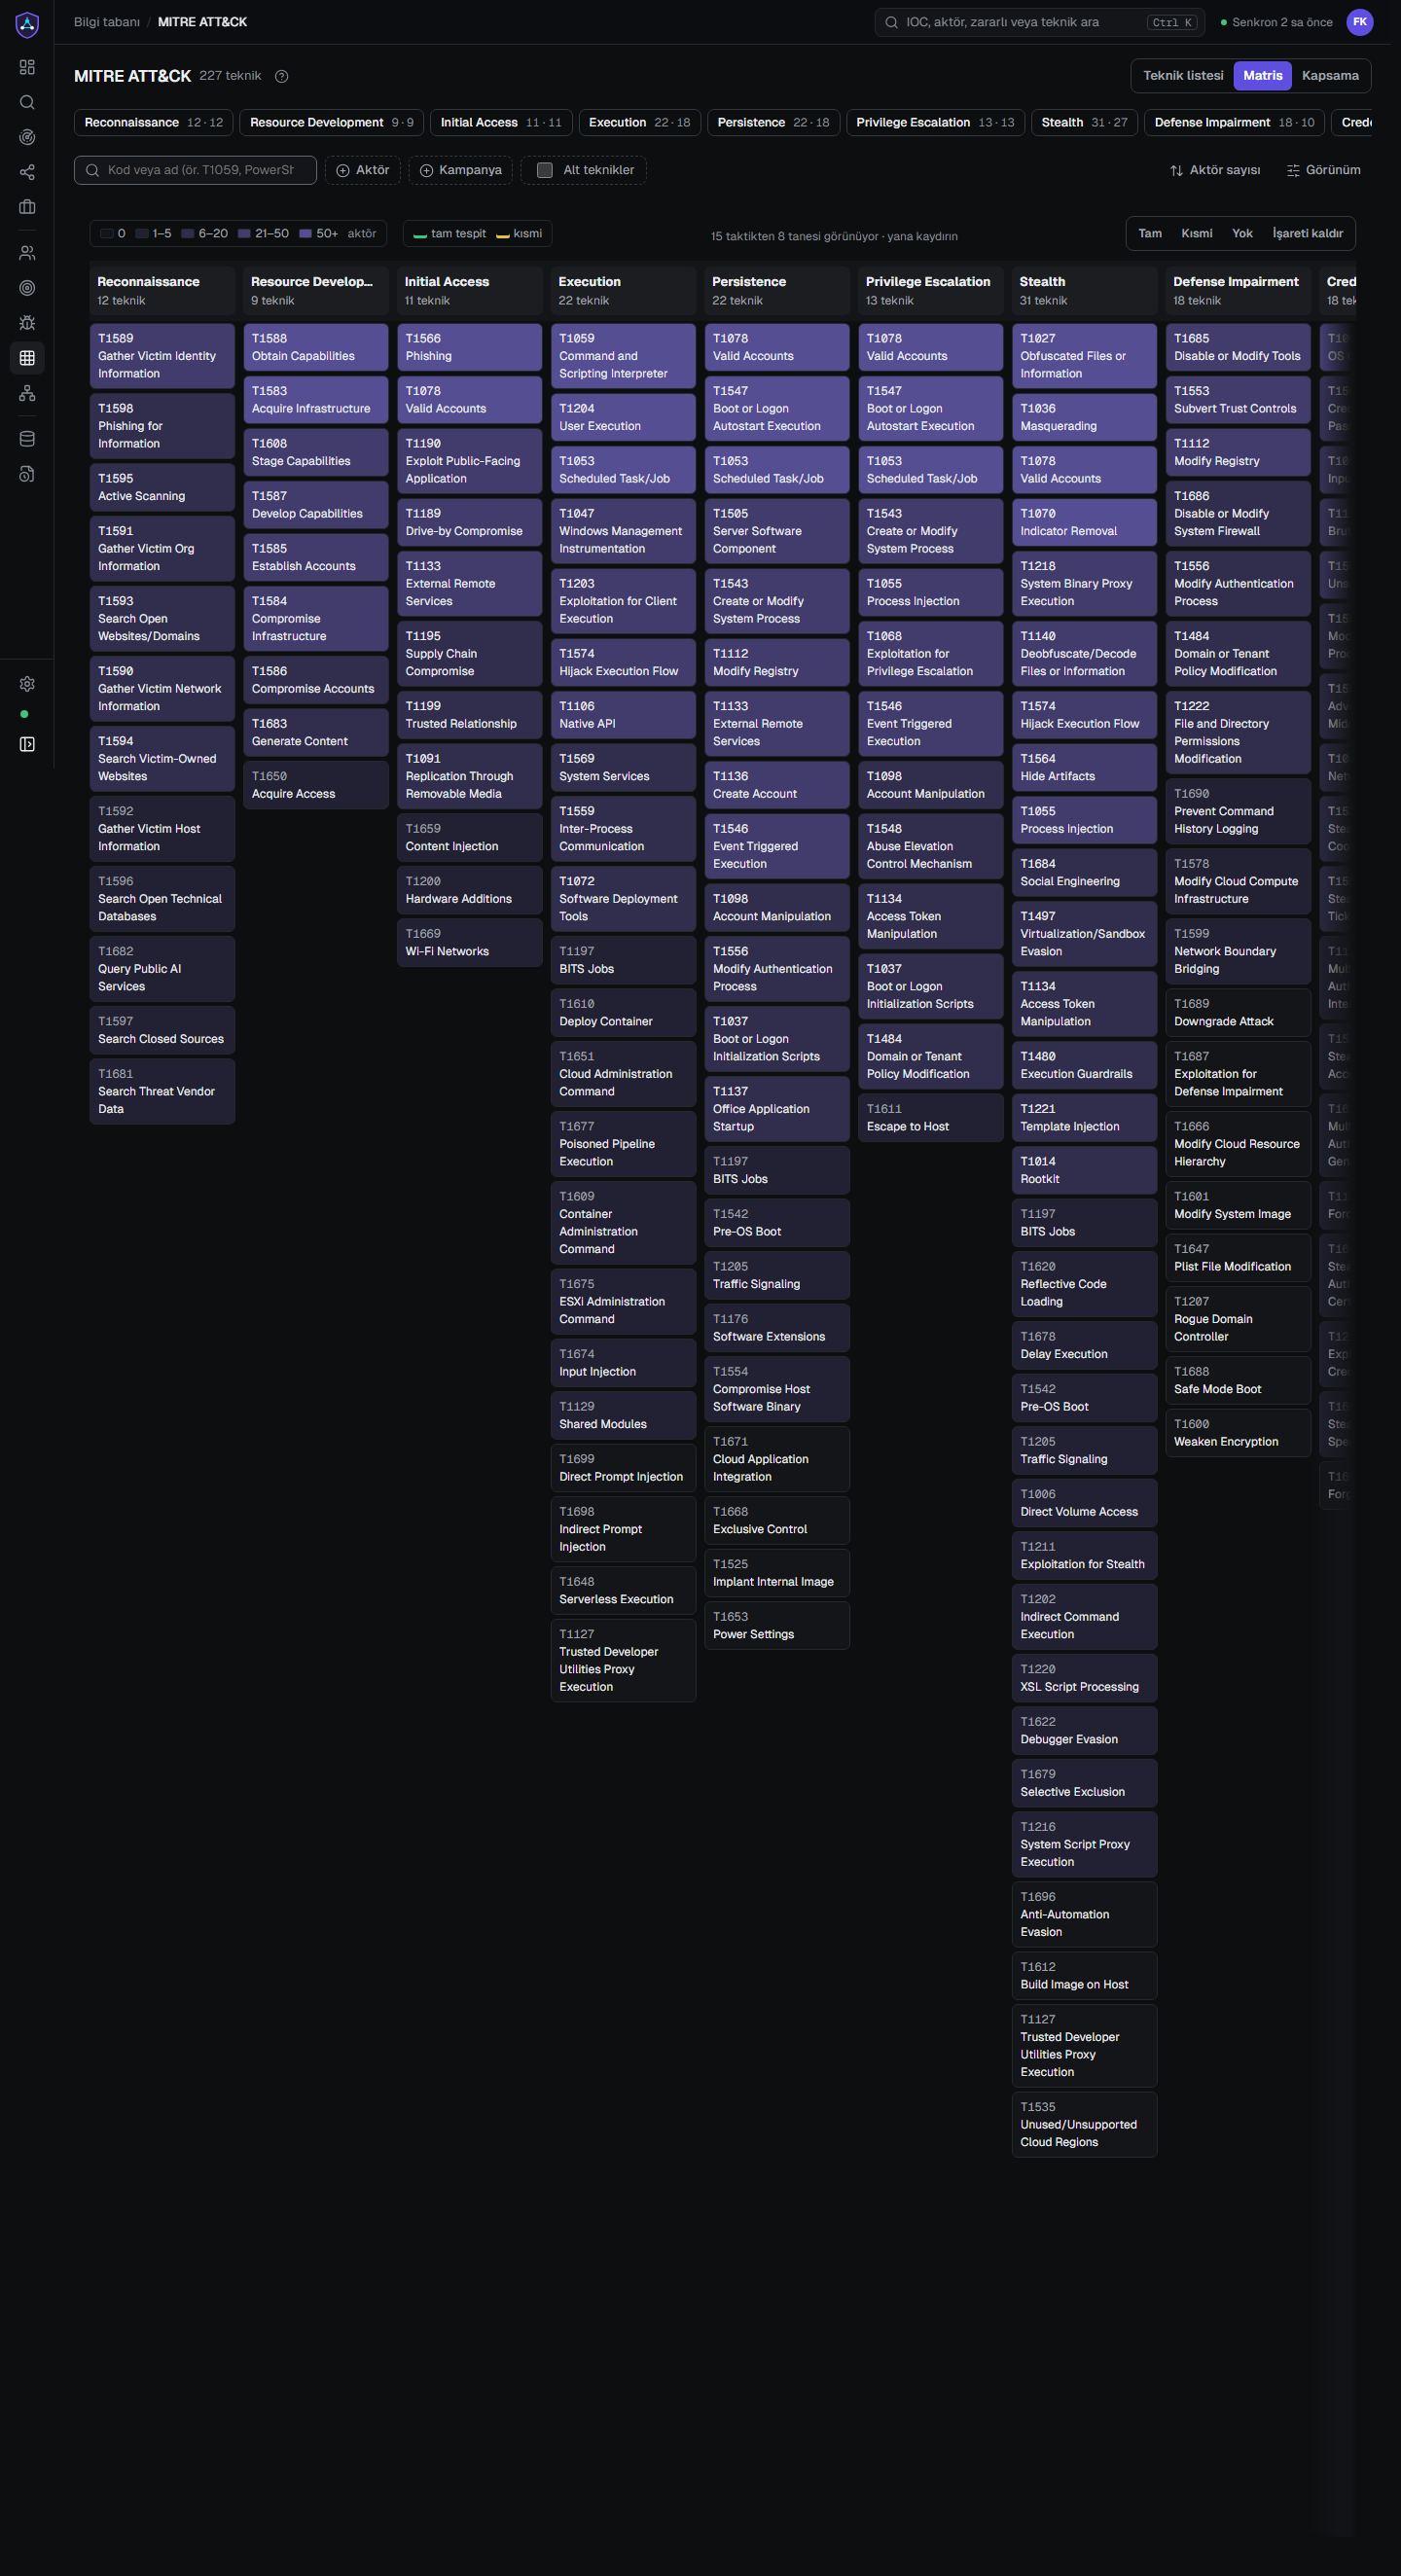 Bilgi tabanı / MITRE ATT&CK
IOC, aktör, zararlı veya teknik ara
Ctrl K
Senkron 2 sa önce
FK
MITRE ATT&CK 227 teknik
Teknik listesi
Matris
Kapsama
Reconnaissance 12 · 12
Resource Development 9 · 9
Initial Access 11 · 11
Execution 22 · 18
Persistence 22 · 18
Privilege Escalation 13 · 13
Stealth 31 · 27
Defense Impairment 18 · 10
Kod veya ad (ör. T1059, PowerSh
Aktör
Kampanya
Alt teknikler
Aktör sayısı
Görünüm
0
1–5
6–20
21–50
50+
aktör
tam tespit
kısmi
15 taktikten 8 tanesi görünüyor · yana kaydırın
Tam
Kısmi
Yok
İşareti kaldır
Reconnaissance
12 teknik
T1589
Gather Victim Identity
Information
T1598
Phishing for
Information
T1595
Active Scanning
T1591
Gather Victim Org
Information
T1593
Search Open
Websites/Domains
T1590
Gather Victim Network
Information
T1594
Search Victim-Owned
Websites
T1592
Gather Victim Host
Information
T1596
Search Open Technical
Databases
T1682
Query Public AI
Services
T1597
Search Closed Sources
T1681
Search Threat Vendor
Data
Resource Develop...
9 teknik
T1588
Obtain Capabilities
T1583
Acquire Infrastructure
T1608
Stage Capabilities
T1587
Develop Capabilities
T1585
Establish Accounts
T1584
Compromise
Infrastructure
T1586
Compromise Accounts
T1683
Generate Content
T1650
Acquire Access
Initial Access
11 teknik
T1566
Phishing
T1078
Valid Accounts
T1190
Exploit Public-Facing
Application
T1189
Drive-by Compromise
T1133
External Remote
Services
T1195
Supply Chain
Compromise
T1199
Trusted Relationship
T1091
Replication Through
Removable Media
T1659
Content Injection
T1200
Hardware Additions
T1669
Wi-Fi Networks
Execution
22 teknik
T1059
Command and
Scripting Interpreter
T1204
User Execution
T1053
Scheduled Task/Job
T1047
Windows Management
Instrumentation
T1203
Exploitation for Client
Execution
T1574
Hijack Execution Flow
T1106
Native API
T1569
System Services
T1559
Inter-Process
Communication
T1072
Software Deployment
Tools
T1197
BITS Jobs
T1610
Deploy Container
T1651
Cloud Administration
Command
T1677
Poisoned Pipeline
Execution
T1609
Container
Administration
Command
T1675
ESXi Administration
Command
T1674
Input Injection
T1129
Shared Modules
T1699
Direct Prompt Injection
T1698
Indirect Prompt
Injection
T1648
Serverless Execution
T1127
Trusted Developer
Utilities Proxy
Execution
Persistence
22 teknik
T1078
Valid Accounts
T1547
Boot or Logon
Autostart Execution
T1053
Scheduled Task/Job
T1505
Server Software
Component
T1543
Create or Modify
System Process
T1112
Modify Registry
T1133
External Remote
Services
T1136
Create Account
T1546
Event Triggered
Execution
T1098
Account Manipulation
T1556
Modify Authentication
Process
T1037
Boot or Logon
Initialization Scripts
T1137
Office Application
Startup
T1197
BITS Jobs
T1542
Pre-OS Boot
T1205
Traffic Signaling
T1176
Software Extensions
T1554
Compromise Host
Software Binary
T1671
Cloud Application
Integration
T1668
Exclusive Control
T1525
Implant Internal Image
T1653
Power Settings
Privilege Escalation
13 teknik
T1078
Valid Accounts
T1547
Boot or Logon
Autostart Execution
T1053
Scheduled Task/Job
T1543
Create or Modify
System Process
T1055
Process Injection
T1068
Exploitation for
Privilege Escalation
T1546
Event Triggered
Execution
T1098
Account Manipulation
T1548
Abuse Elevation
Control Mechanism
T1134
Access Token
Manipulation
T1037
Boot or Logon
Initialization Scripts
T1484
Domain or Tenant
Policy Modification
T1611
Escape to Host
Stealth
31 teknik
T1027
Obfuscated Files or
Information
T1036
Masquerading
T1078
Valid Accounts
T1070
Indicator Removal
T1218
System Binary Proxy
Execution
T1140
Deobfuscate/Decode
Files or Information
T1574
Hijack Execution Flow
T1564
Hide Artifacts
T1055
Process Injection
T1684
Social Engineering
T1497
Virtualization/Sandbox
Evasion
T1134
Access Token
Manipulation
T1480
Execution Guardrails
T1221
Template Injection
T1014
Rootkit
T1197
BITS Jobs
T1620
Reflective Code
Loading
T1678
Delay Execution
T1542
Pre-OS Boot
T1205
Traffic Signaling
T1006
Direct Volume Access
T1211
Exploitation for Stealth
T1202
Indirect Command
Execution
T1220
XSL Script Processing
T1622
Debugger Evasion
T1679
Selective Exclusion
T1216
System Script Proxy
Execution
T1696
Anti-Automation
Evasion
T1612
Build Image on Host
T1127
Trusted Developer
Utilities Proxy
Execution
T1535
Unused/Unsupported
Cloud Regions
Defense Impairment
18 teknik
T1685
Disable or Modify Tools
T1553
Subvert Trust Controls
T1112
Modify Registry
T1686
Disable or Modify
System Firewall
T1556
Modify Authentication
Process
T1484
Domain or Tenant
Policy Modification
T1222
File and Directory
Permissions
Modification
T1690
Prevent Command
History Logging
T1578
Modify Cloud Compute
Infrastructure
T1599
Network Boundary
Bridging
T1689
Downgrade Attack
T1687
Exploitation for
Defense Impairment
T1666
Modify Cloud Resource
Hierarchy
T1601
Modify System Image
T1647
Plist File Modification
T1207
Rogue Domain
Controller
T1688
Safe Mode Boot
T1600
Weaken Encryption
Cred
18 tek